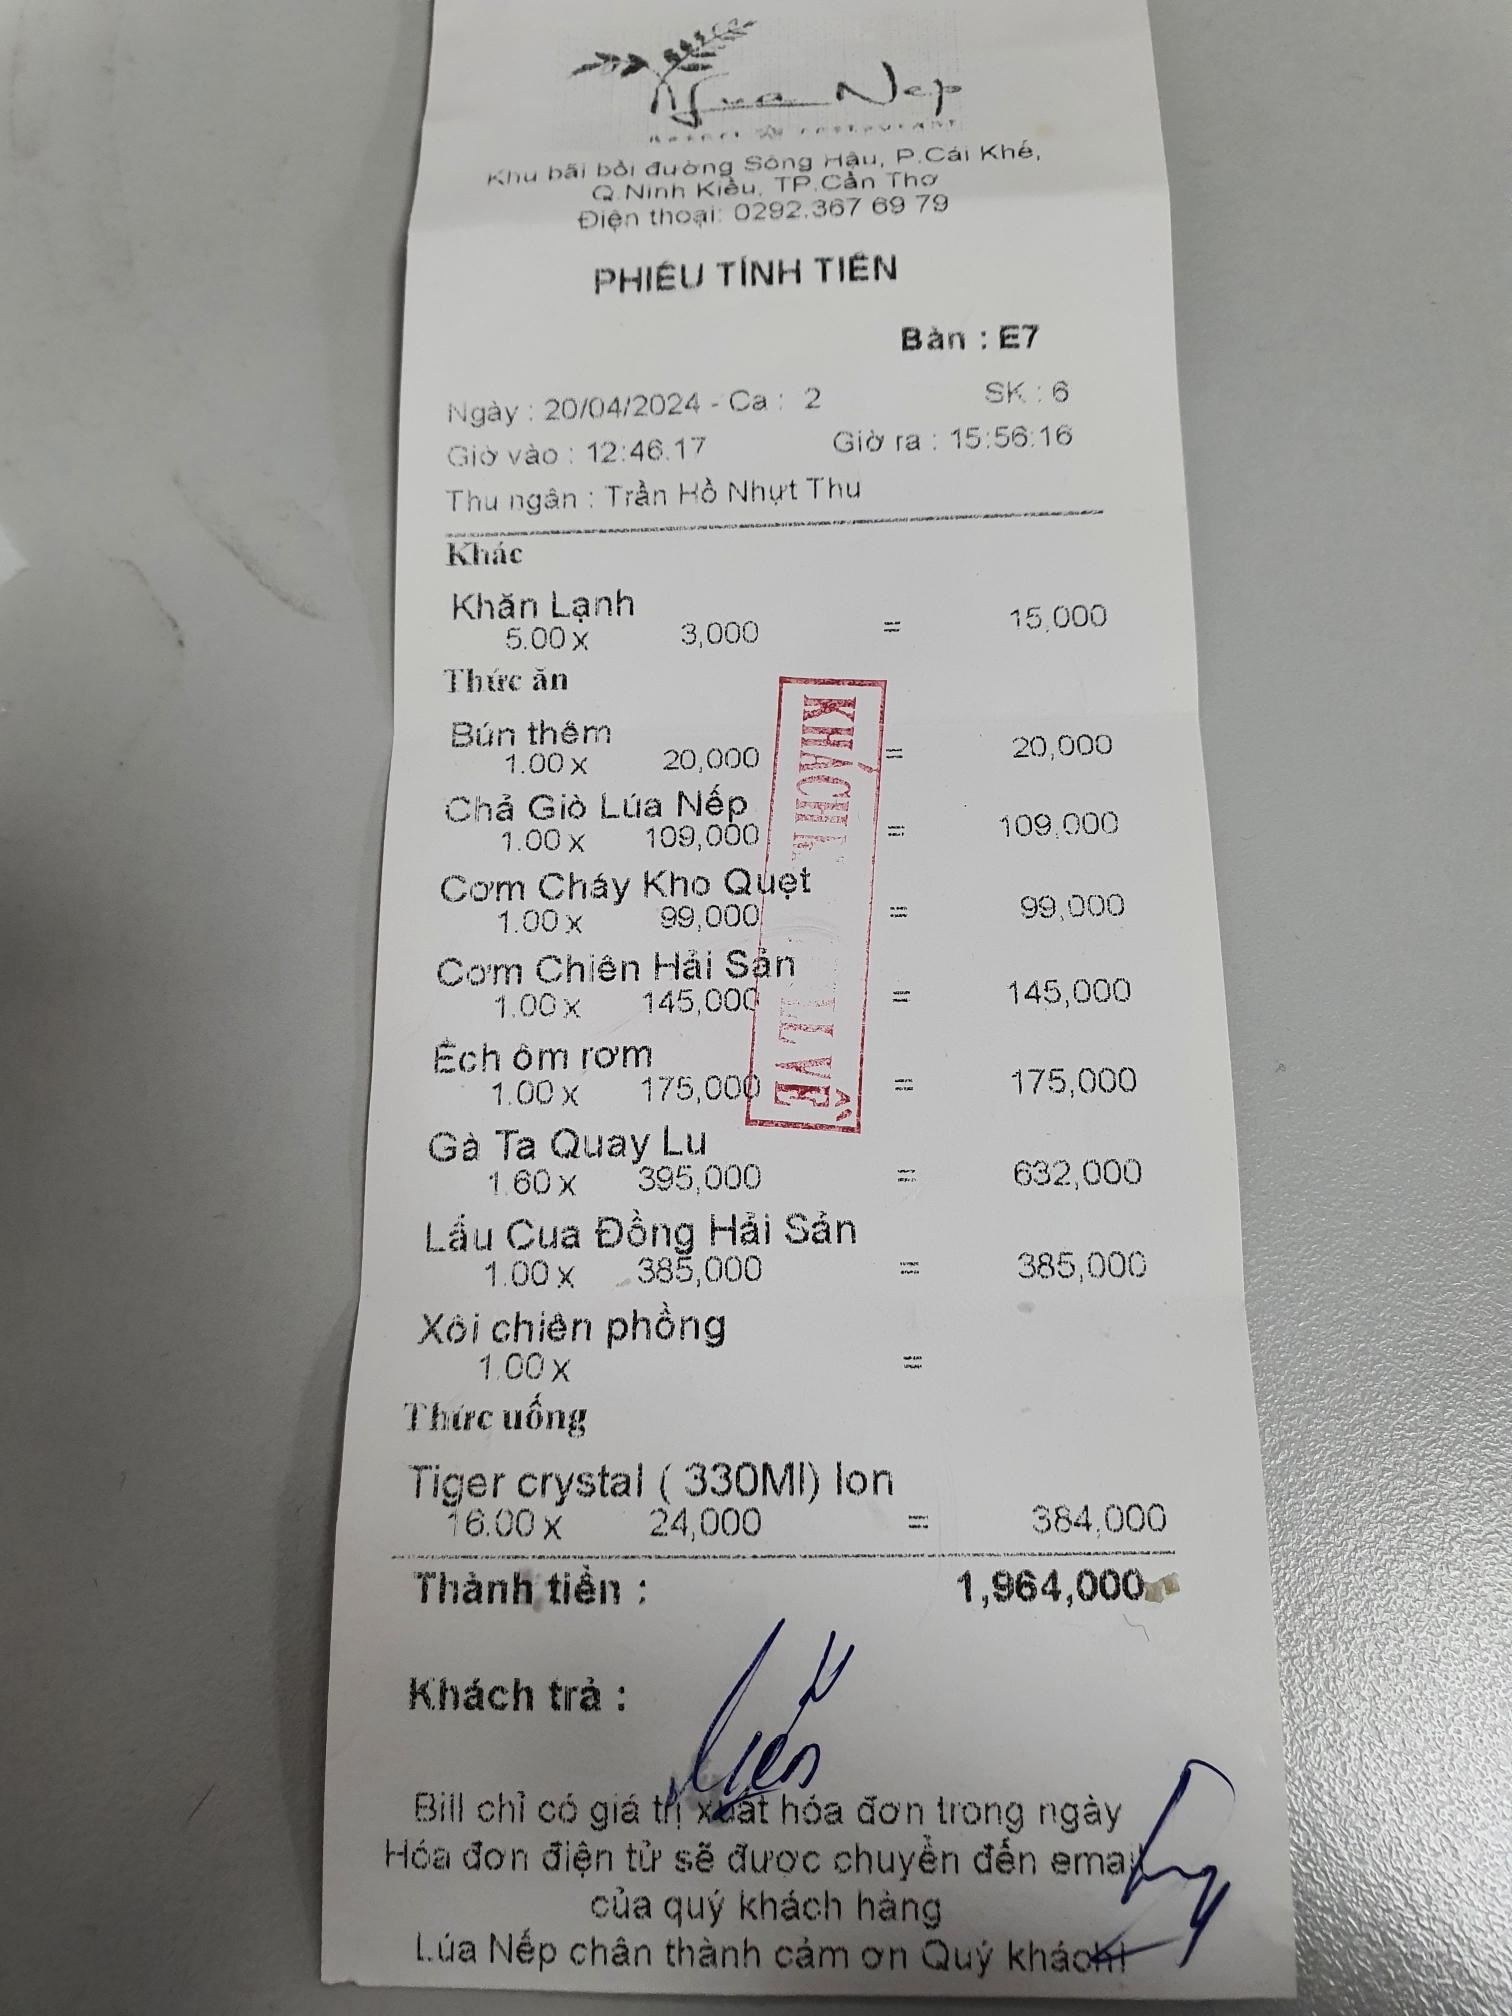 Lúa Nếp
Resort & restaurant
Khu bãi bồi đường Sông Hậu, P.Cái Khế,
Q.Ninh Kiều, TP.Cần Thơ
Điện thoại: 0292.367 69 79
PHIẾU TÍNH TIỀN
Bàn : E7
Ngày : 20/04/2024 - Ca : 2 SK : 6
Giờ vào : 12:46:17 Giờ ra : 15:56:16
Thu ngân : Trần Hồ Nhựt Thu
Khác
Khăn Lạnh
5.00 x 3,000 = 15,000
Thức ăn
Bún thêm
1.00 x 20,000 = 20,000
Chả Giò Lúa Nếp
1.00 x 109,000 = 109,000
Cơm Cháy Kho Quẹt
1.00 x 99,000 = 99,000
Cơm Chiên Hải Sản
1.00 x 145,000 = 145,000
Ếch ôm rơm
1.00 x 175,000 = 175,000
Gà Ta Quay Lu
1.60 x 395,000 = 632,000
Lẩu Cua Đồng Hải Sản
1.00 x 385,000 = 385,000
Xôi chiên phồng
1.00 x =
Thức uống
Tiger crystal ( 330Ml) lon
16.00 x 24,000 = 384,000
Thành tiền : 1,964,000
Khách trả :
Bill chỉ có giá trị xuất hóa đơn trong ngày
Hóa đơn điện tử sẽ được chuyển đến email
của quý khách hàng
Lúa Nếp chân thành cảm ơn Quý khách!
KHÁCH
VỀ